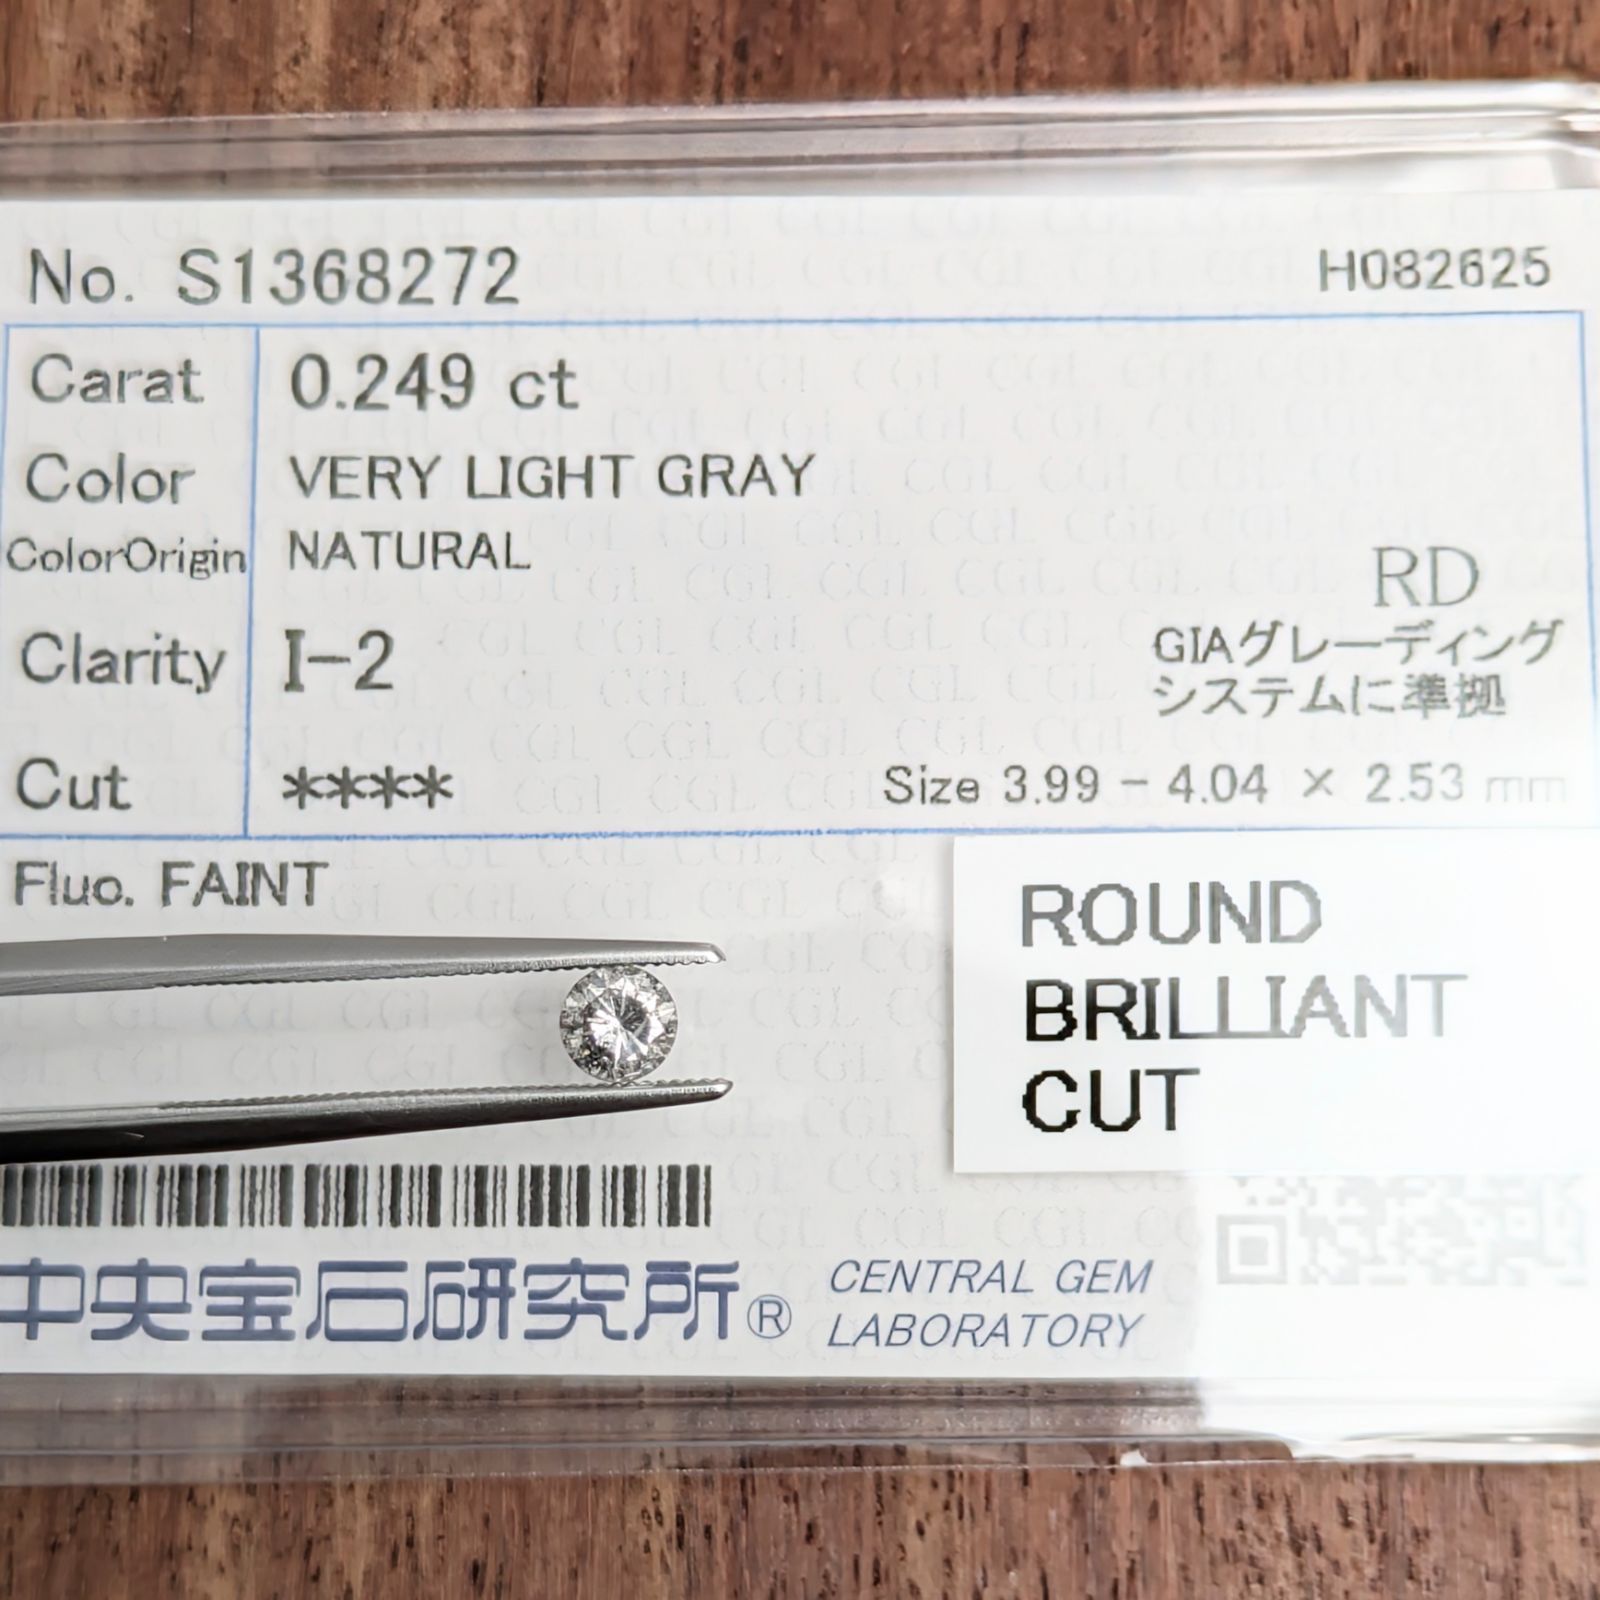 No. S1368272 H082625
Carat 0.249 ct
Color VERY LIGHT GRAY
ColorOrigin NATURAL
RD
Clarity I-2
GIAグレーディング
システムに準拠
Cut **** Size 3.99 - 4.04 × 2.53 mm
Fluo. FAINT
ROUND
BRILLIANT
CUT
中央宝石研究所® CENTRAL GEM
LABORATORY